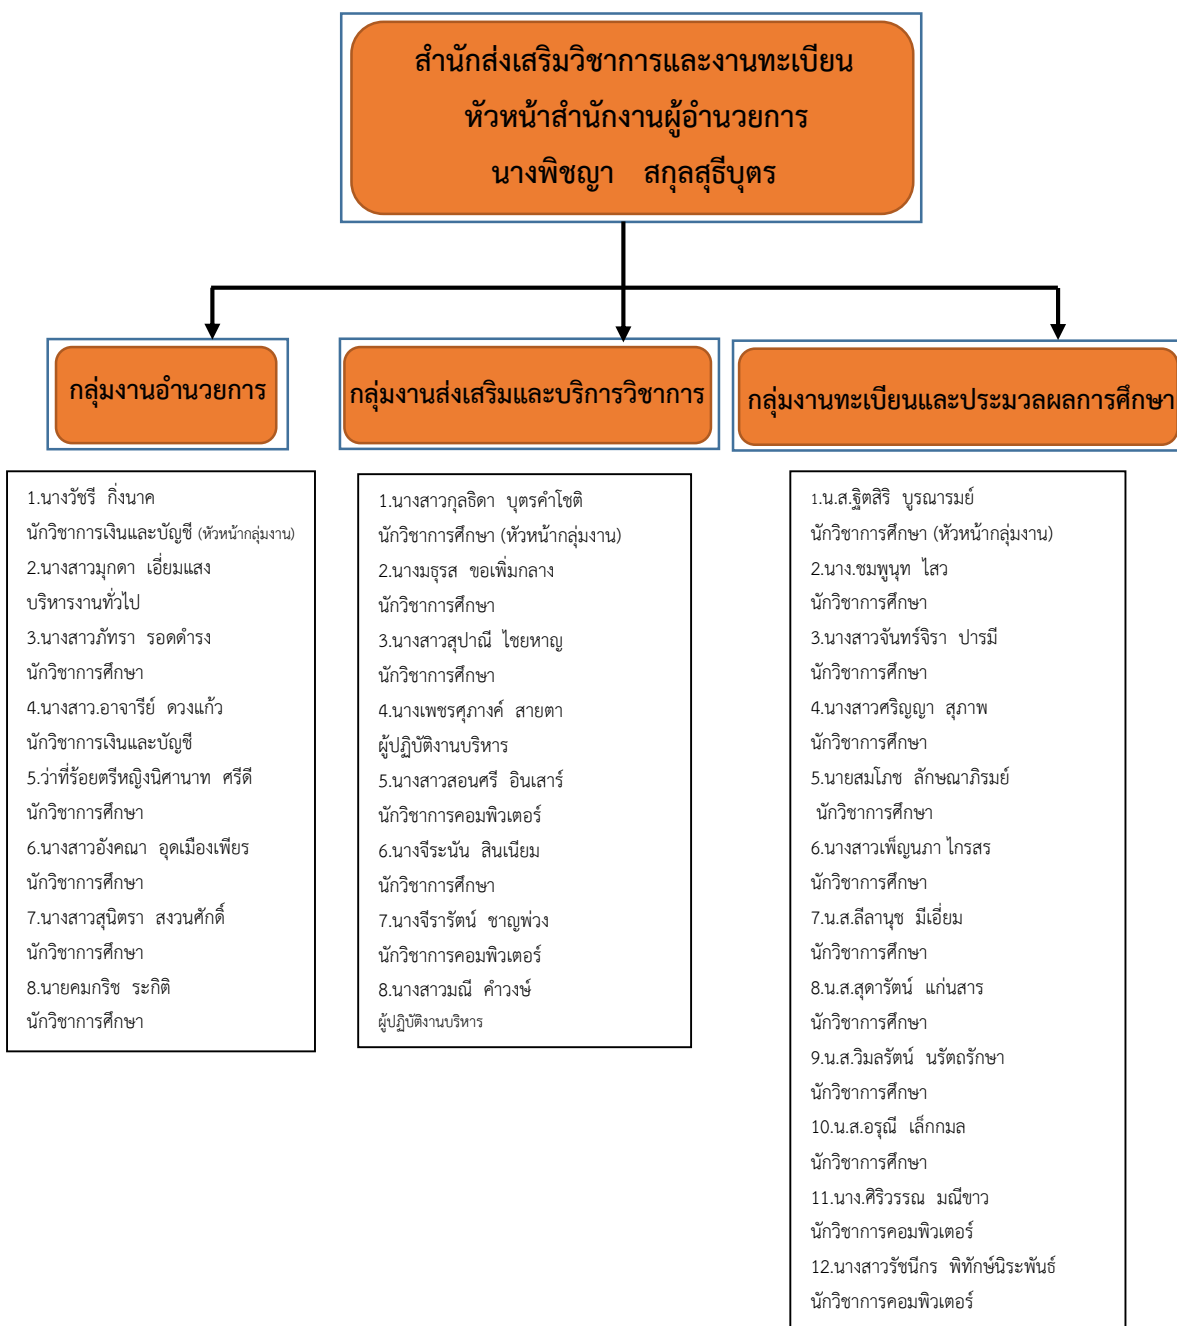 สำนักส่งเสริมวิชาการและงานทะเบียน
หัวหน้าสำนักงานผู้อำนวยการ
นางพิชญา สกุลสุธีบุตร
กลุ่มงานอำนวยการ
กลุ่มงานส่งเสริมและบริการวิชาการ
กลุ่มงานทะเบียนและประมวลผลการศึกษา
1.นางวัชรี กิ่งนาค
นักวิชาการเงินและบัญชี (หัวหน้ากลุ่มงาน)
2.นางสาวมุกดา เอี่ยมแสง
บริหารงานทั่วไป
3.นางสาวภัทรา รอดดำรง
นักวิชาการศึกษา
4.นางสาว.อาจารีย์ ดวงแก้ว
นักวิชาการเงินและบัญชี
5.ว่าที่ร้อยตรีหญิงนิศานาท ศรีดี
นักวิชาการศึกษา
6.นางสาวอังคณา อุดเมืองเพียร
นักวิชาการศึกษา
7.นางสาวสุนิตรา สงวนศักดิ์
นักวิชาการศึกษา
8.นายคมกริช ระกิติ
นักวิชาการศึกษา
1.นางสาวกุลธิดา บุตรคำโชติ
นักวิชาการศึกษา (หัวหน้ากลุ่มงาน)
2.นางมธุรส ขอเพิ่มกลาง
นักวิชาการศึกษา
3.นางสาวสุปาณี ไชยหาญ
นักวิชาการศึกษา
4.นางเพชรศุภางค์ สายตา
ผู้ปฏิบัติงานบริหาร
5.นางสาวสอนศรี อินเสาร์
นักวิชาการคอมพิวเตอร์
6.นางจีระนัน สินเนียม
นักวิชาการศึกษา
7.นางจีรารัตน์ ชาญพ่วง
นักวิชาการคอมพิวเตอร์
8.นางสาวมณี คำวงษ์
ผู้ปฏิบัติงานบริหาร
1.น.ส.ฐิตสิริ บูรณารมย์
นักวิชาการศึกษา (หัวหน้ากลุ่มงาน)
2.นาง.ชมพูนุท ไสว
นักวิชาการศึกษา
3.นางสาวจันทร์จิรา ปารมี
นักวิชาการศึกษา
4.นางสาวศริญญา สุภาพ
นักวิชาการศึกษา
5.นายสมโภช ลักษณาภิรมย์
นักวิชาการศึกษา
6.นางสาวเพ็ญนภา ไกรสร
นักวิชาการศึกษา
7.น.ส.ลีลานุช มีเอี่ยม
นักวิชาการศึกษา
8.น.ส.สุดารัตน์ แก่นสาร
นักวิชาการศึกษา
9.น.ส.วิมลรัตน์ นรัตถรักษา
นักวิชาการศึกษา
10.น.ส.อรุณี เล็กกมล
นักวิชาการศึกษา
11.นาง.ศิริวรรณ มณีขาว
นักวิชาการคอมพิวเตอร์
12.นางสาวรัชนีกร พิทักษ์นิระพันธ์
นักวิชาการคอมพิวเตอร์